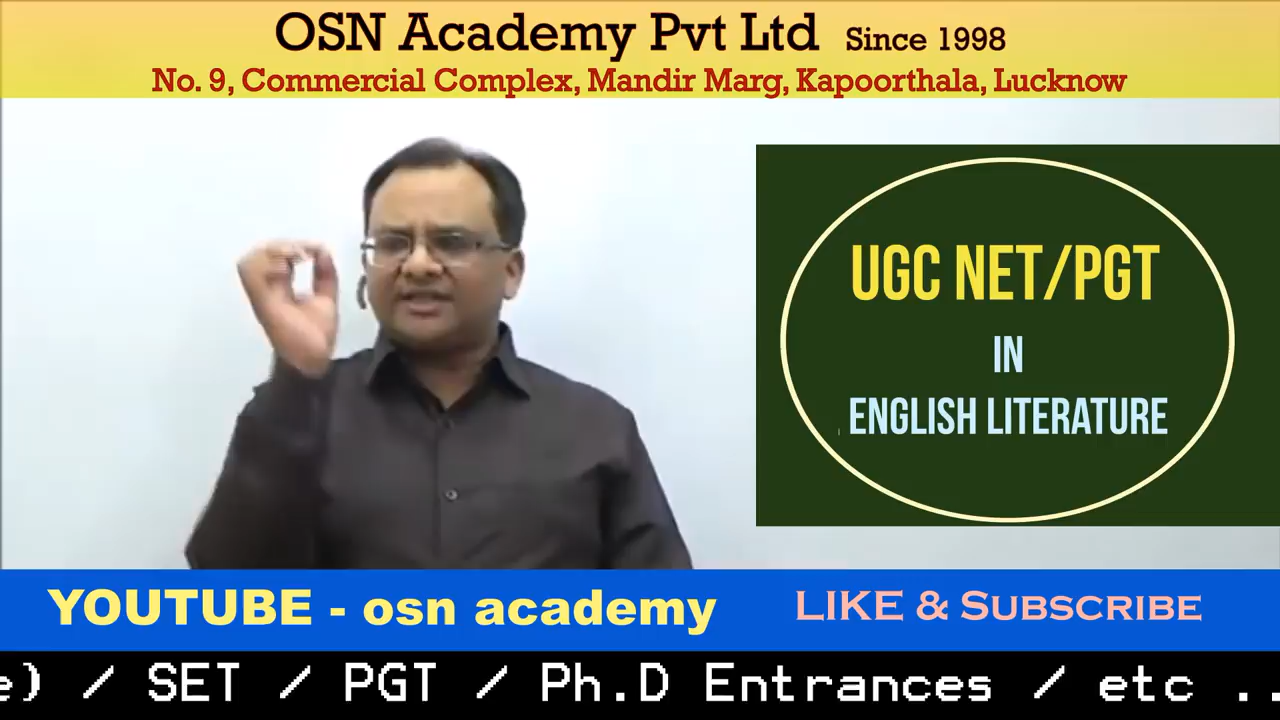 OSN Academy Pvt Ltd Since 1998
No. 9, Commercial Complex, Mandir Marg, Kapoorthala, Lucknow
UGC NET/PGT
IN
ENGLISH LITERATURE
YOUTUBE - osn academy
LIKE & SUBSCRIBE
e) / SET / PGT / Ph.D Entrances / etc ..